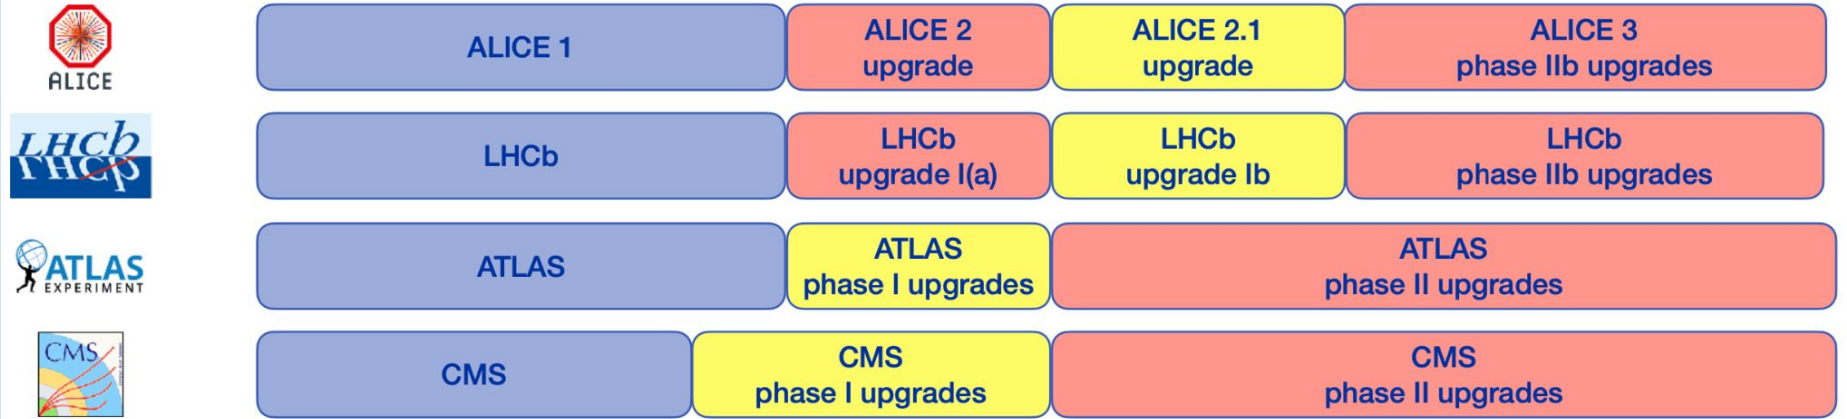 ALICE
ALICE 1
ALICE 2
upgrade
ALICE 2.1
upgrade
ALICE 3
phase IIb upgrades
LHCb
LHCb
LHCb
LHCb
upgrade I(a)
LHCb
upgrade Ib
LHCb
phase IIb upgrades
ATLAS
EXPERIMENT
ATLAS
ATLAS
phase I upgrades
ATLAS
phase II upgrades
CMS
CMS
CMS
phase I upgrades
CMS
phase II upgrades